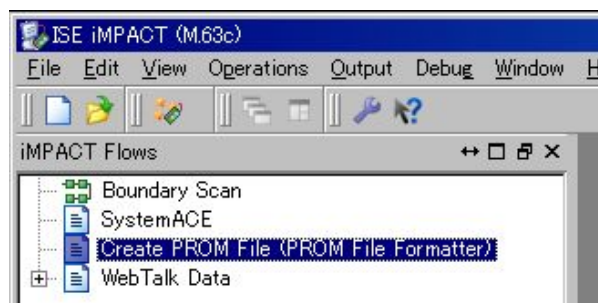 ISE iMPACT (M.63c)
File Edit View Operations Output Debug Window H
iMPACT Flows
Boundary Scan
SystemACE
Create PROM File (PROM File Formatter)
WebTalk Data